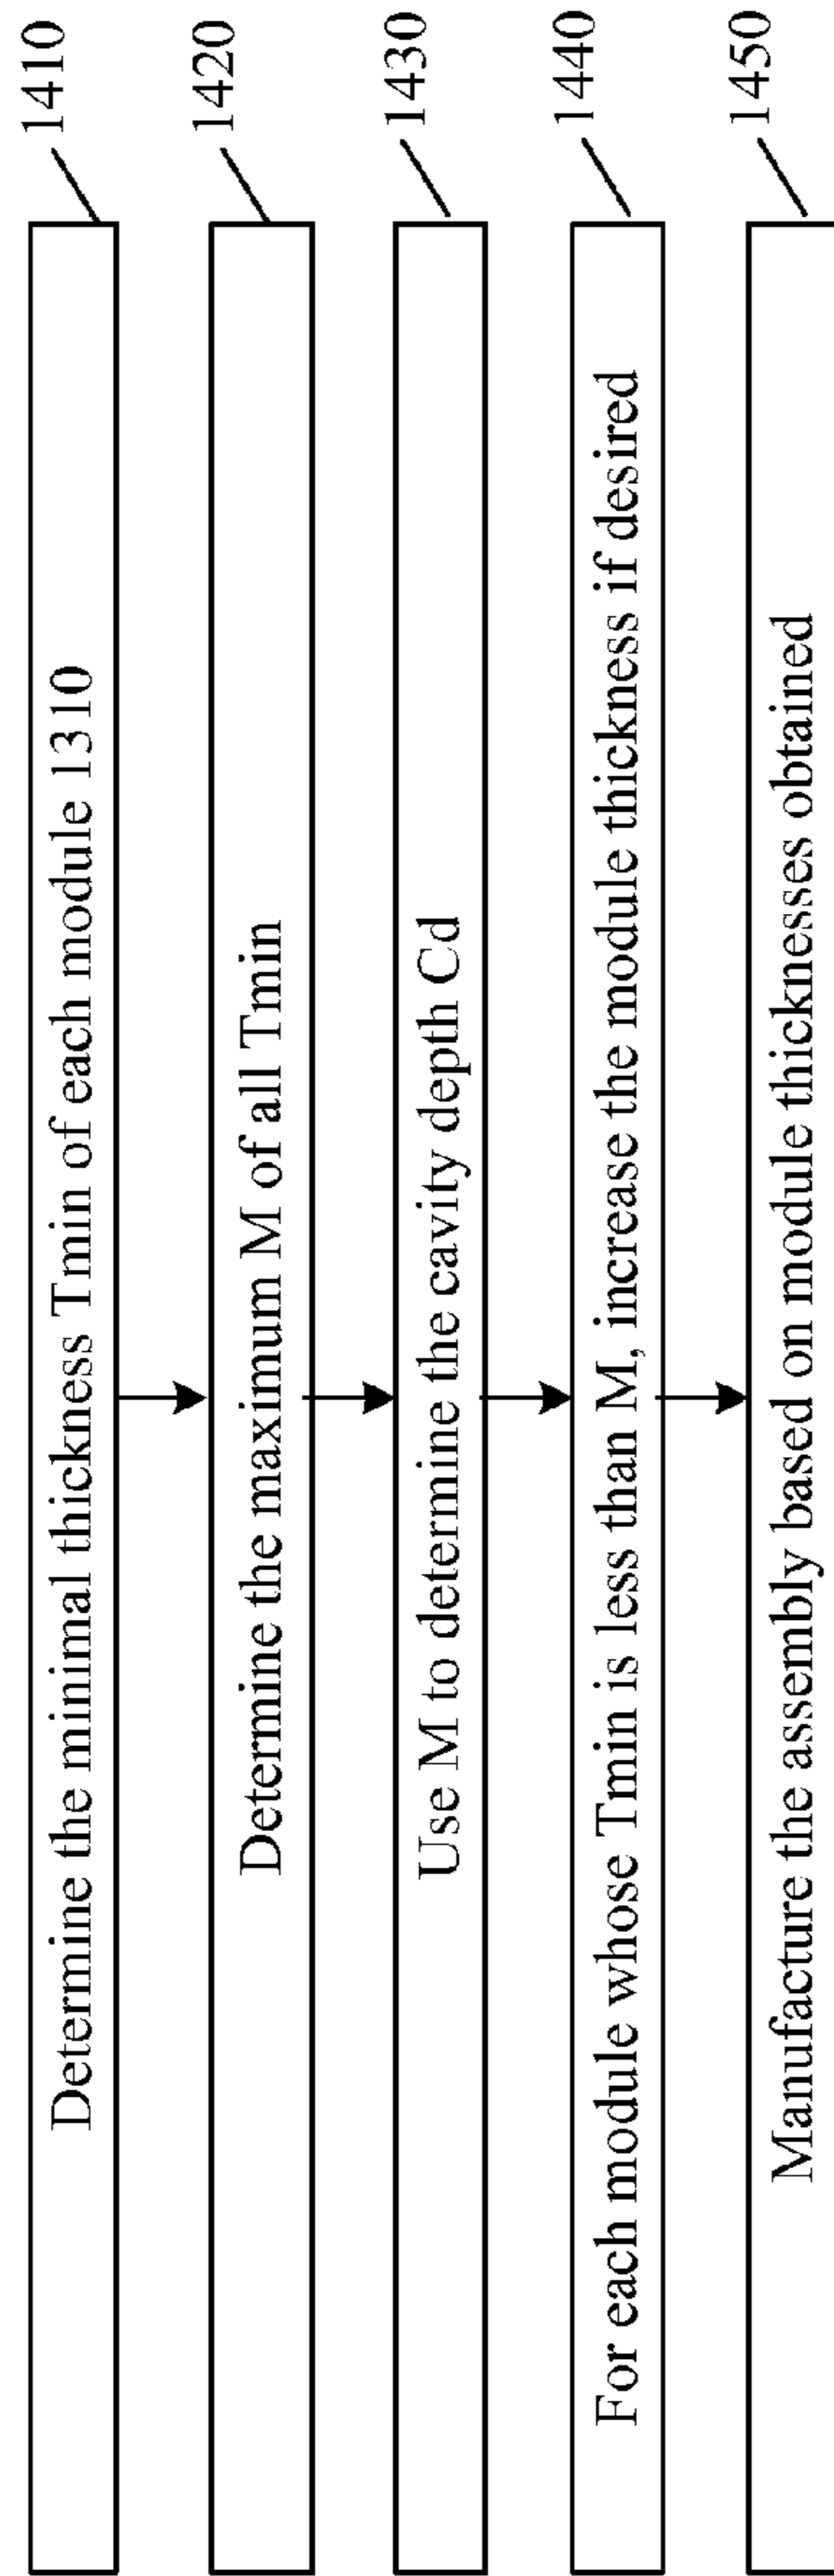 1410
Determine the minimal thickness Tmin of each module 1310
1420
Determine the maximum M of all Tmin
1430
Use M to determine the cavity depth Cd
1440
For each module whose Tmin is less than M, increase the module thickness if desired
1450
Manufacture the assembly based on module thicknesses obtained